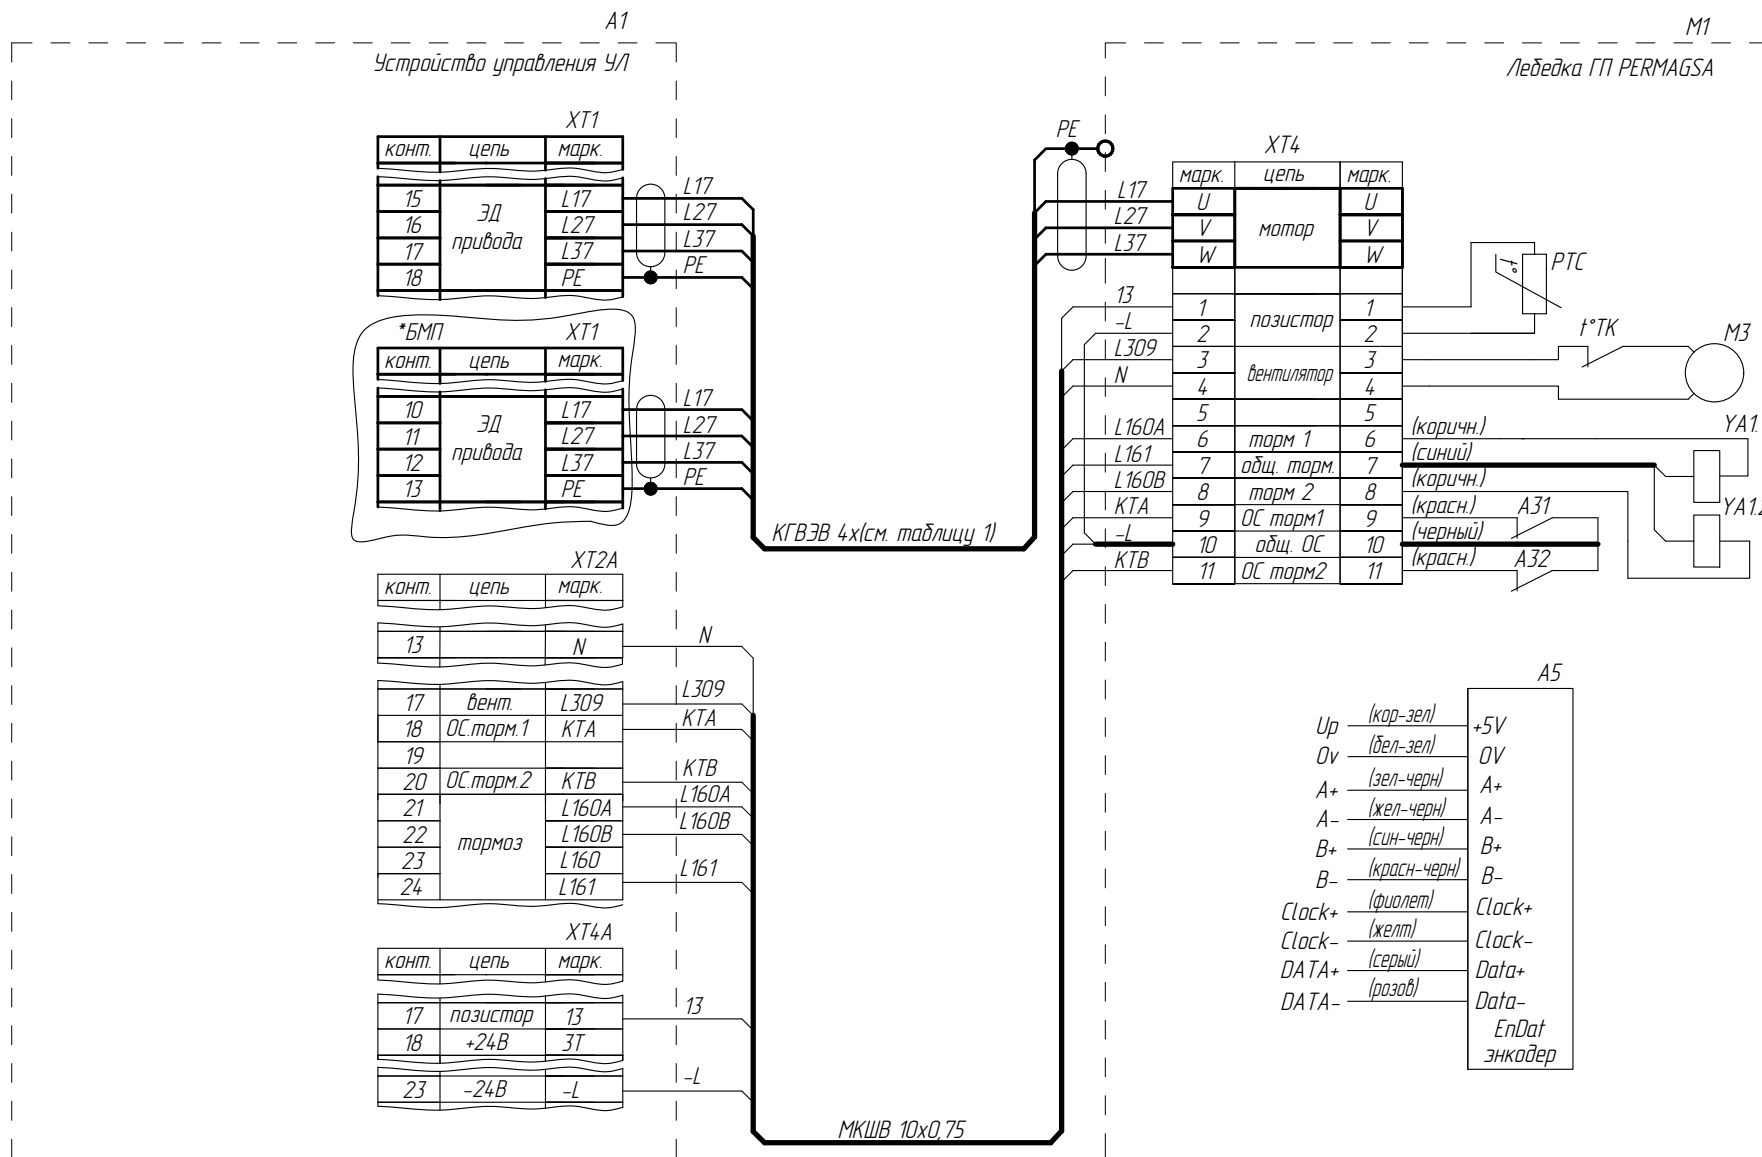 А1
Устройство управления УЛ
XT1
конт. цепь марк.
15 L17
16 L27
17 L37
18 PE
ЭД
привода
L17
L27
L37
PE
*БМП XT1
конт. цепь марк.
10 L17
11 L27
12 L37
13 PE
ЭД
привода
L17
L27
L37
PE
КГВЭВ 4х(см. таблицу 1)
XT2A
конт. цепь марк.
13 N
17 вент. L309
18 ОС.торм.1 KTA
19
20 ОС.торм.2 KTB
21 L160A
22 L160B
23 L160
24 L161
тормоз
N
L309
KTA
KTB
L160A
L160B
L161
XT4A
конт. цепь марк.
17 позистор 13
18 +24В 3Т
23 -24В -L
13
-L
МКШВ 10х0,75
М1
Лебедка ГП PERMAGSA
PE
XT4
марк. цепь марк.
L17 U U
L27 V мотор V
L37 W W
13 1 1
-L 2 позистор 2
L309 3 3
N 4 вентилятор 4
5 5
L160A 6 торм 1 6 (коричн.)
L161 7 общ. торм. 7 (синий)
L160B 8 торм 2 8 (коричн.)
KTA 9 ОС торм1 9 (красн.)
-L 10 общ. ОС 10 (черный)
KTB 11 ОС торм2 11 (красн.)
t°
PTC
t°TK
M3
YA1.
YA1.2
A31
A32
A5
Up (кор-зел) +5V
0v (бел-зел) 0V
A+ (зел-черн) A+
A- (жел-черн) A-
B+ (син-черн) B+
B- (красн-черн) B-
Clock+ (фиолет) Clock+
Clock- (желт) Clock-
DATA+ (серый) Data+
DATA- (розов) Data-
EnDat
энкодер